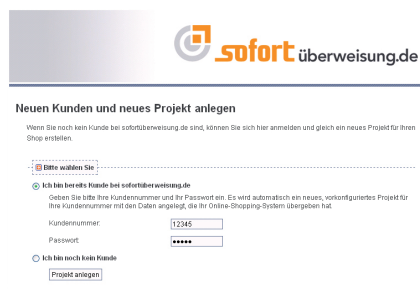 sofort überweisung.de
Neuen Kunden und neues Projekt anlegen
Wenn Sie noch kein Kunde bei sofortüberweisung.de sind, können Sie sich hier anmelden und gleich ein neues Projekt für Ihren
Shop erstellen.
Bitte wählen Sie
Ich bin bereits Kunde bei sofortüberweisung.de
Geben Sie bitte Ihre Kundennummer und Ihr Passwort ein. Es wird automatisch ein neues, vorkonfiguriertes Projekt für
Ihre Kundennummer mit den Daten angelegt, die Ihr Online-Shopping-System übergeben hat.
Kundennummer: 12345
Passwort: •••••
Ich bin noch kein Kunde
Projekt anlegen